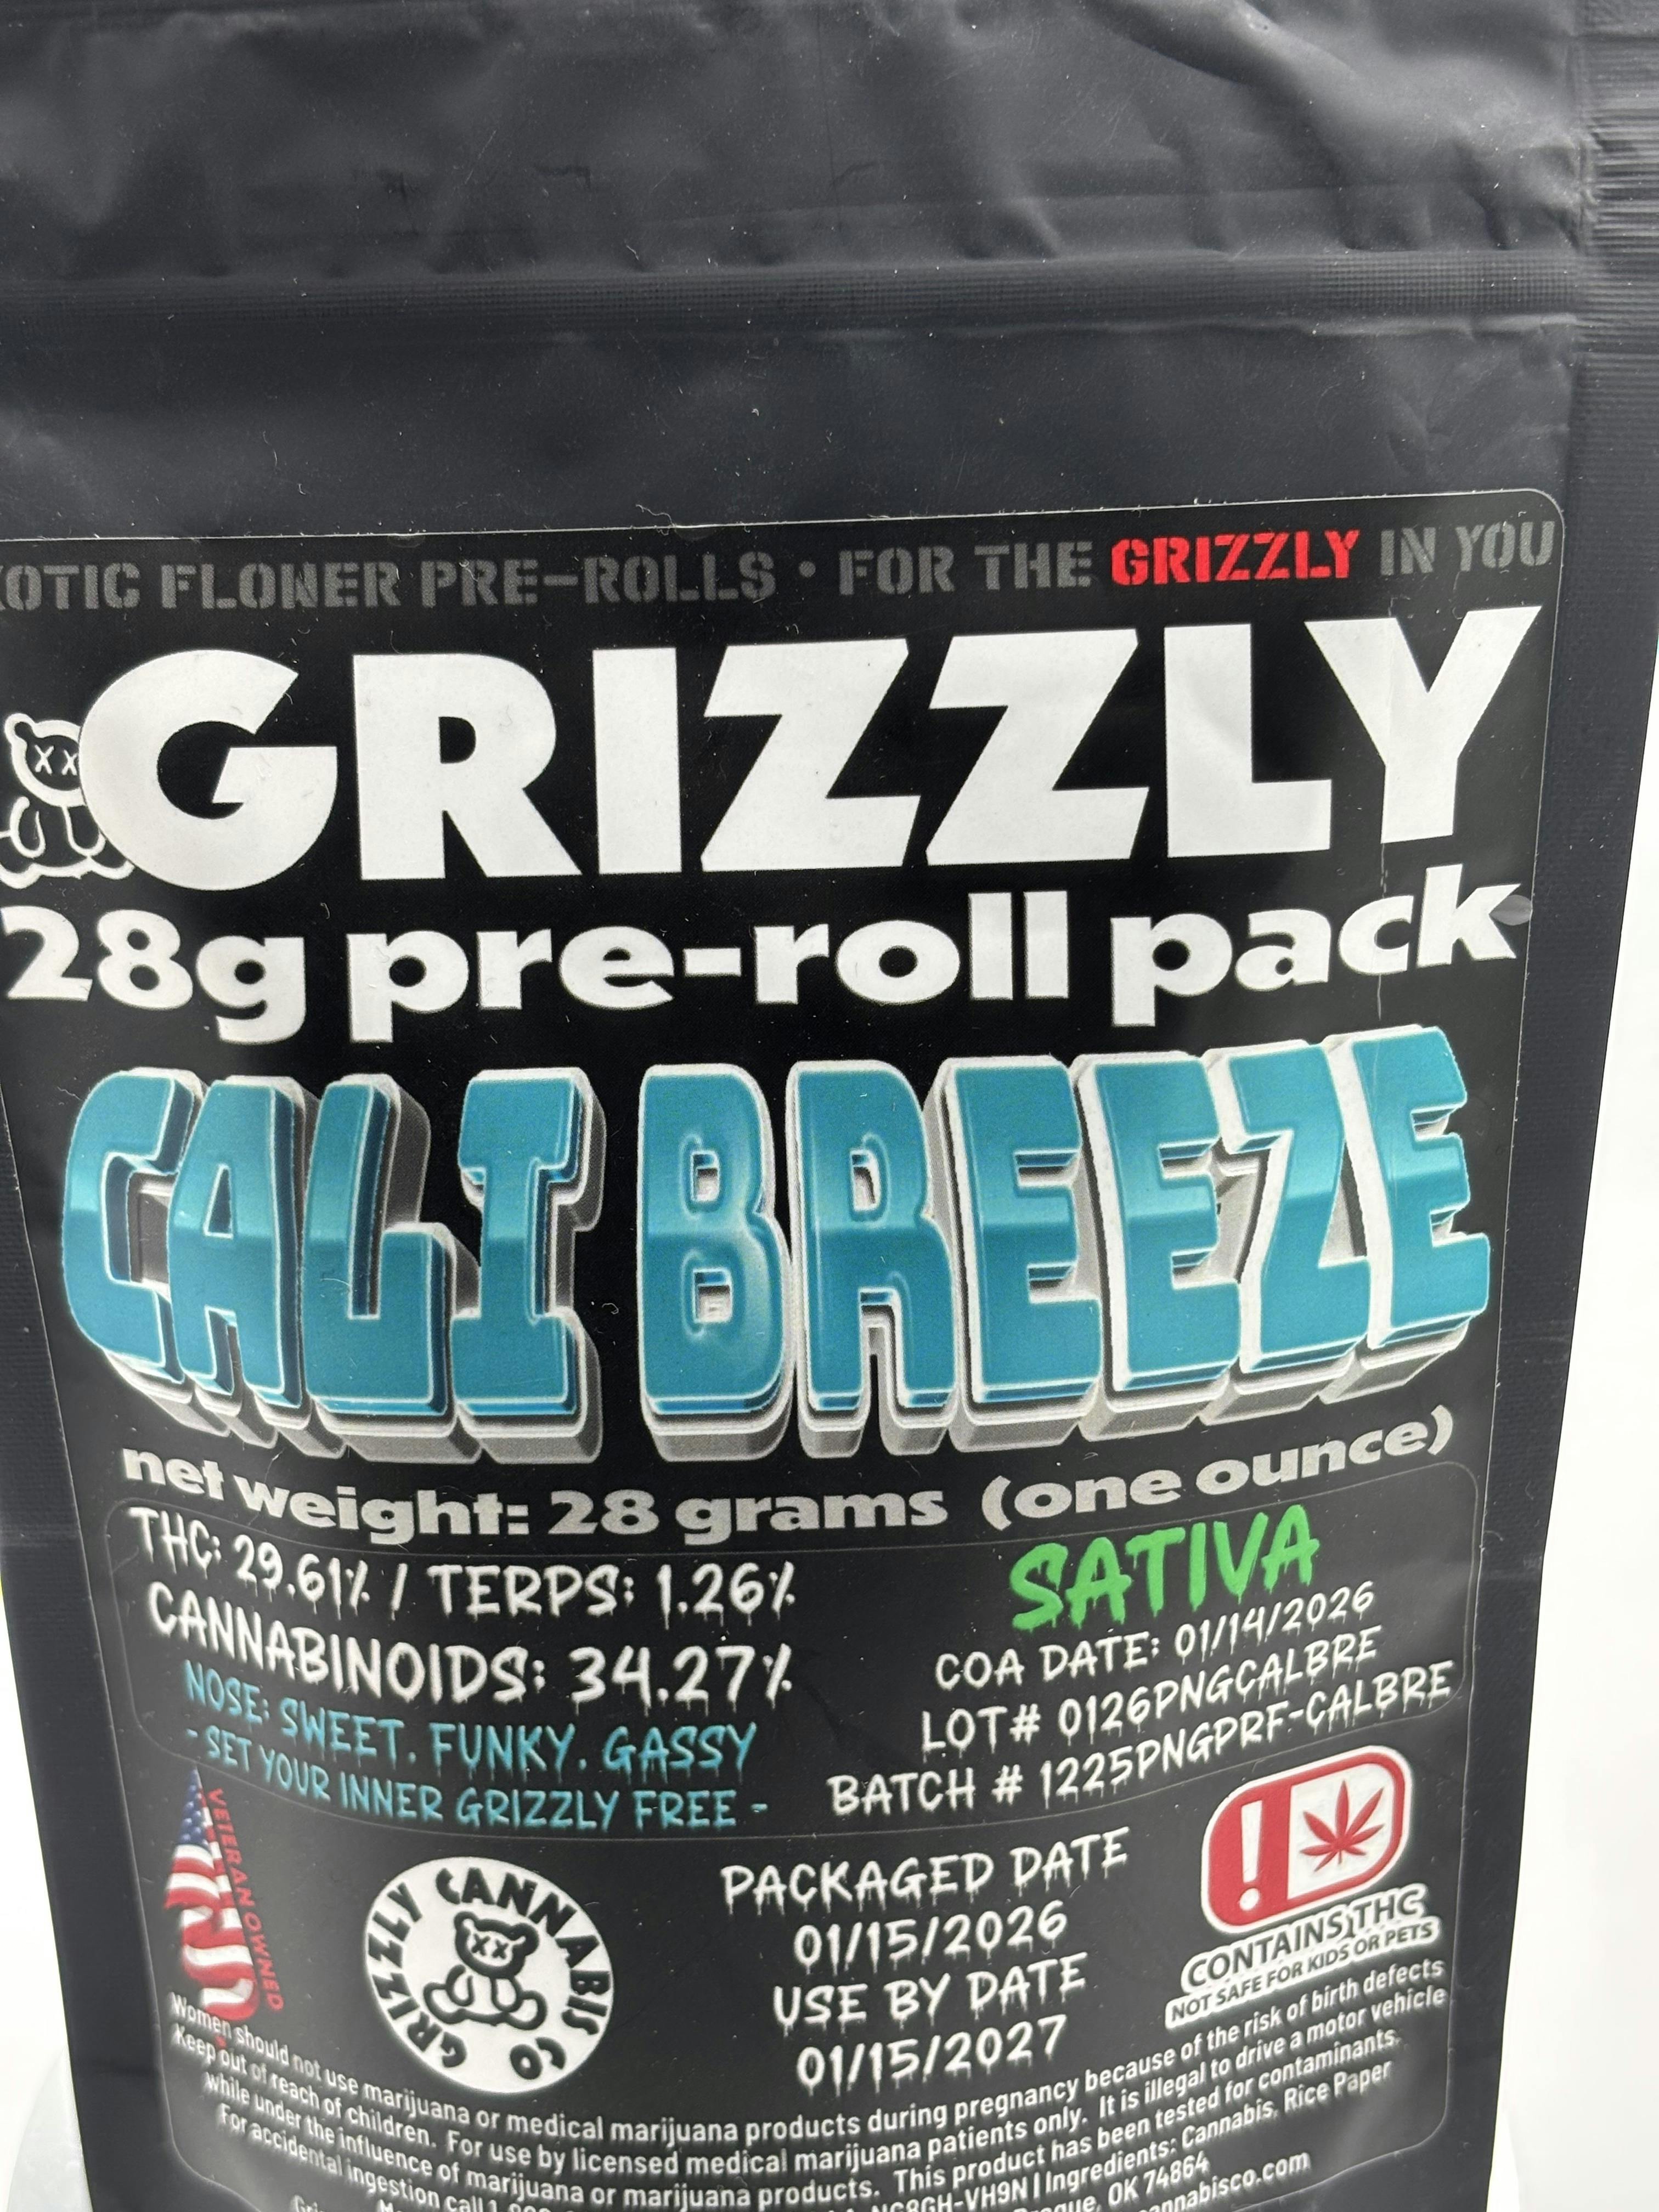 OTIC FLOWER PRE-ROLLS • FOR THE GRIZZLY IN YOU
GRIZZLY
28g pre-roll pack
CALI BREEZE
net weight: 28 grams (one ounce)
THC: 29.61% / TERPS: 1.26%
CANNABINOIDS: 34.27%
NOSE: SWEET, FUNKY, GASSY
- SET YOUR INNER GRIZZLY FREE -
SATIVA
COA DATE: 01/14/2026
LOT# 0126PNGCALBRE
BATCH # 1225PNGPRF-CALBRE
VETERAN OWNED
GRIZZLY CANNABIS CO
PACKAGED DATE
01/15/2026
USE BY DATE
01/15/2027
!
CONTAINS THC
NOT SAFE FOR KIDS OR PETS
Women should not use marijuana or medical marijuana products during pregnancy because of the risk of birth defects
Keep out of reach of children. For use by licensed medical marijuana patients only. It is illegal to drive a motor vehicle
while under the influence of marijuana or marijuana products. This product has been tested for contaminants.
For accidental ingestion call 1 NG8GH-VH9N | Ingredients: Cannabis, Rice Paper
OK 74864
cannabisco.com